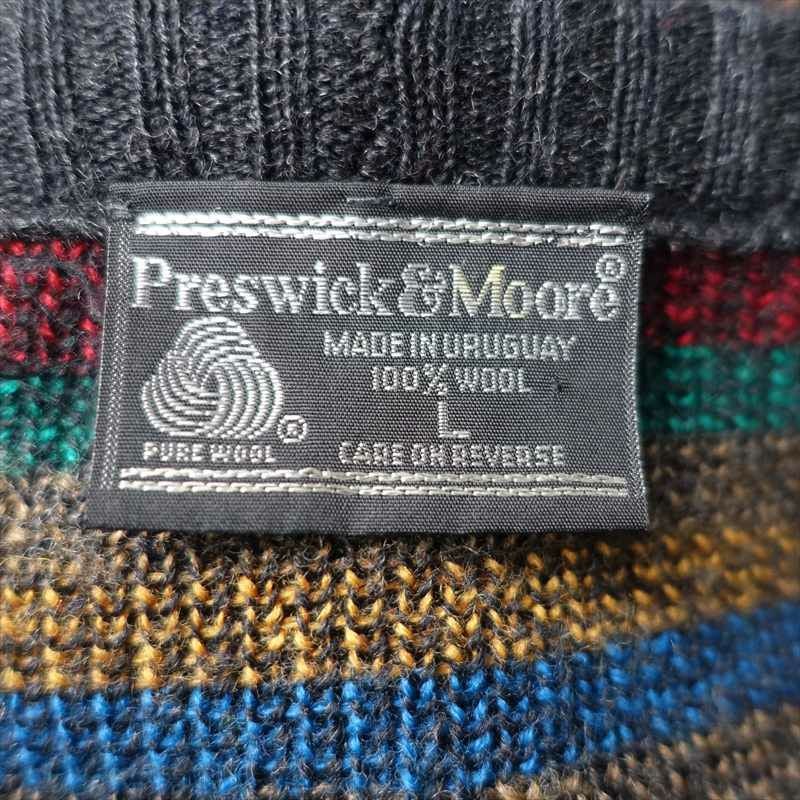 Preswick&Moore®
MADE IN URUGUAY
100% WOOL
L
CARE ON REVERSE
®
PURE WOOL